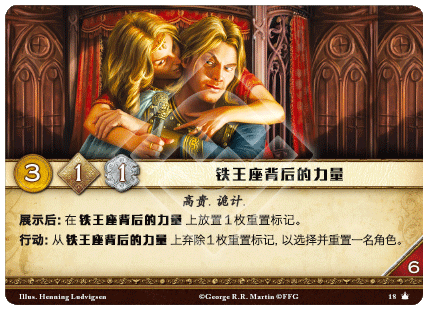 3
1
1
铁王座背后的力量
高贵. 诡计.
展示后: 在 铁王座背后的力量 上放置1枚重置标记。
行动: 从 铁王座背后的力量 上弃除1枚重置标记, 以选择并重置一名角色。
6
Illus. Henning Ludvigsen
©George R.R. Martin ©FFG
18